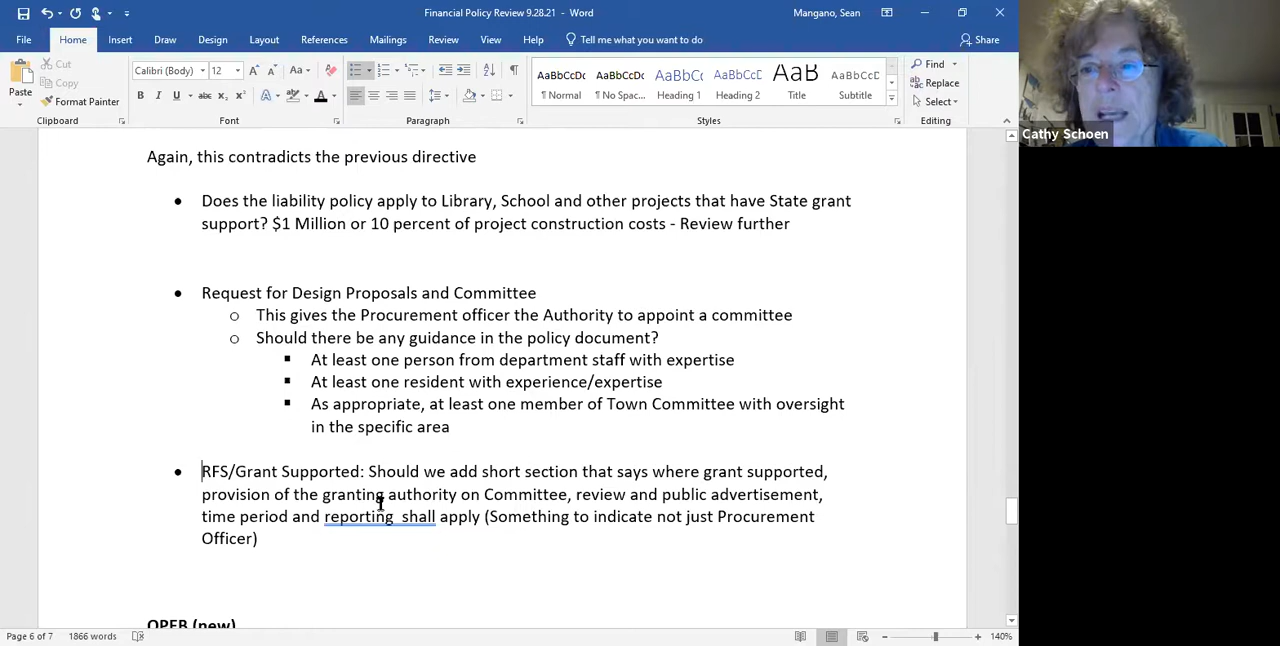 Financial Policy Review 9.28.21 - Word
Mangano, Sean
File Home Insert Draw Design Layout References Mailings Review View Help Tell me what you want to do Share
Paste
Cut
Copy
Format Painter
Clipboard
Calibri (Body) 12
Font
Paragraph
AaBbCcDc AaBbCcDc AaBbC AaBbCcD AaB AaBbCcD
¶ Normal ¶ No Spac... Heading 1 Heading 2 Title Subtitle
Styles
Find
Replace
Select
Editing
Cathy Schoen
Again, this contradicts the previous directive
• Does the liability policy apply to Library, School and other projects that have State grant
support? $1 Million or 10 percent of project construction costs - Review further
• Request for Design Proposals and Committee
o This gives the Procurement officer the Authority to appoint a committee
o Should there be any guidance in the policy document?
▪ At least one person from department staff with expertise
▪ At least one resident with experience/expertise
▪ As appropriate, at least one member of Town Committee with oversight
in the specific area
• RFS/Grant Supported: Should we add short section that says where grant supported,
provision of the granting authority on Committee, review and public advertisement,
time period and reporting  shall apply (Something to indicate not just Procurement
Officer)
OPEB (new)
Page 6 of 7 1866 words 140%